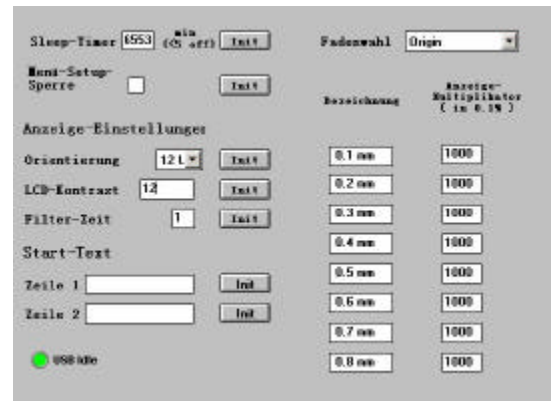 Sleep-Timer 6553 min (<5 off) Init
Menü-Setup-
Sperre Init
Anzeige-Einstellungen
Orientierung 12 L Init
LCD-Kontrast 12 Init
Filter-Zeit 1 Init
Start-Text
Zeile 1 Init
Zeile 2 Init
USB Idle
Fadenwahl Origin
Bezeichnung
Anzeige-
Multiplikator
( in 0.1% )
0.1 mm 1000
0.2 mm 1000
0.3 mm 1000
0.4 mm 1000
0.5 mm 1000
0.6 mm 1000
0.7 mm 1000
0.8 mm 1000